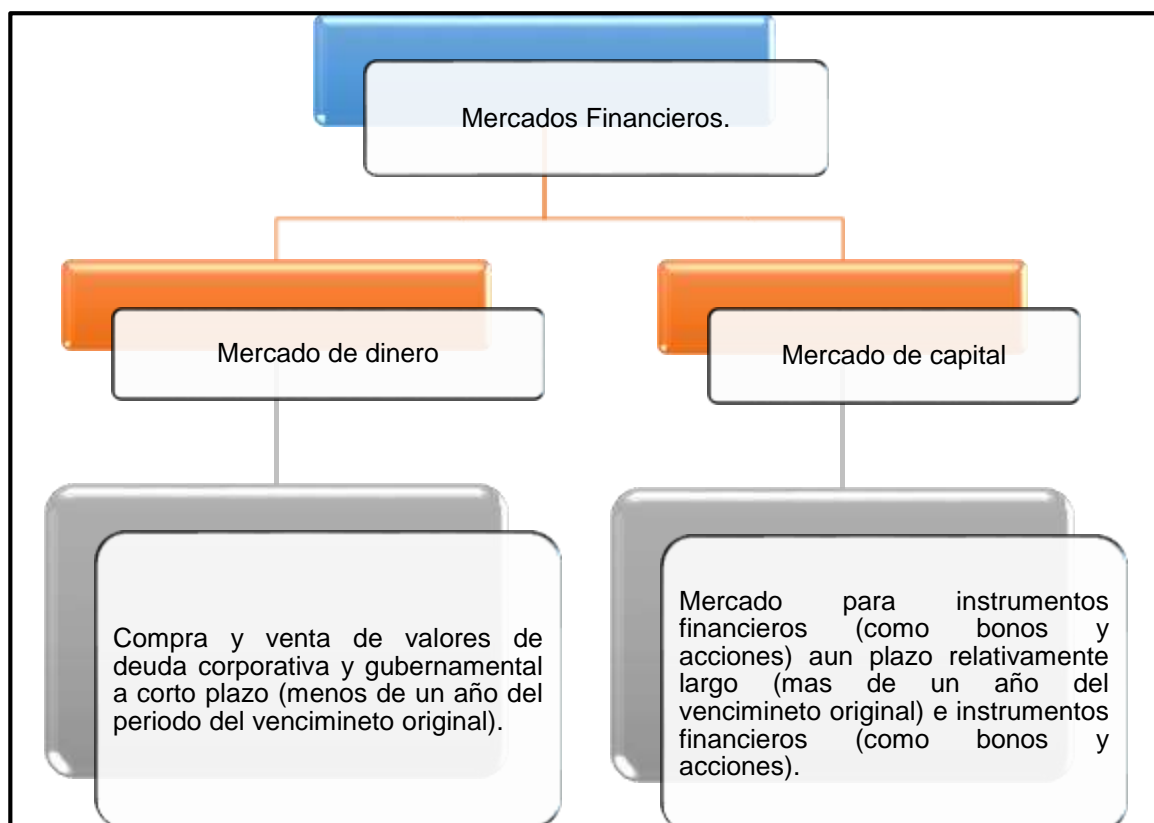 Mercados Financieros.
Mercado de dinero
Mercado de capital
Compra y venta de valores de
deuda corporativa y gubernamental
a corto plazo (menos de un año del
periodo del vencimineto original).
Mercado para instrumentos
financieros (como bonos y
acciones) aun plazo relativamente
largo (mas de un año del
vencimineto original) e instrumentos
financieros (como bonos y
acciones).